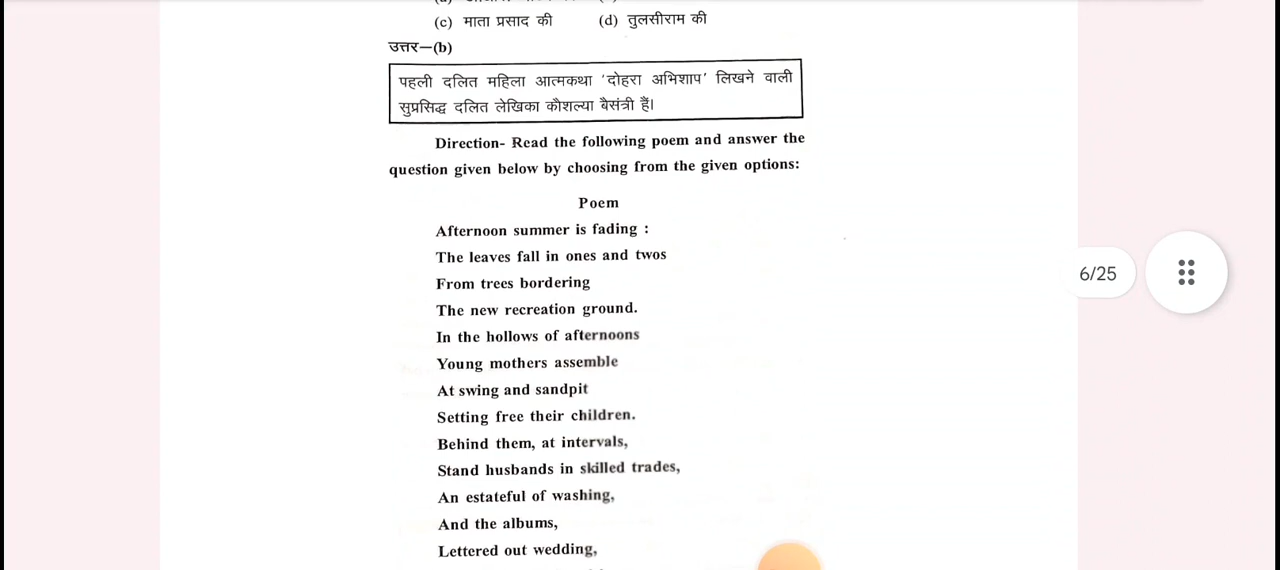 (c) माता प्रसाद की (d) तुलसीराम की
उत्तर–(b)
पहली दलित महिला आत्मकथा 'दोहरा अभिशाप' लिखने वाली
सुप्रसिद्ध दलित लेखिका कौशल्या बैसंत्री हैं।
Direction- Read the following poem and answer the
question given below by choosing from the given options:
Poem
Afternoon summer is fading :
The leaves fall in ones and twos
From trees bordering
The new recreation ground.
In the hollows of afternoons
Young mothers assemble
At swing and sandpit
Setting free their children.
Behind them, at intervals,
Stand husbands in skilled trades,
An estateful of washing,
And the albums,
Lettered out wedding,
6/25